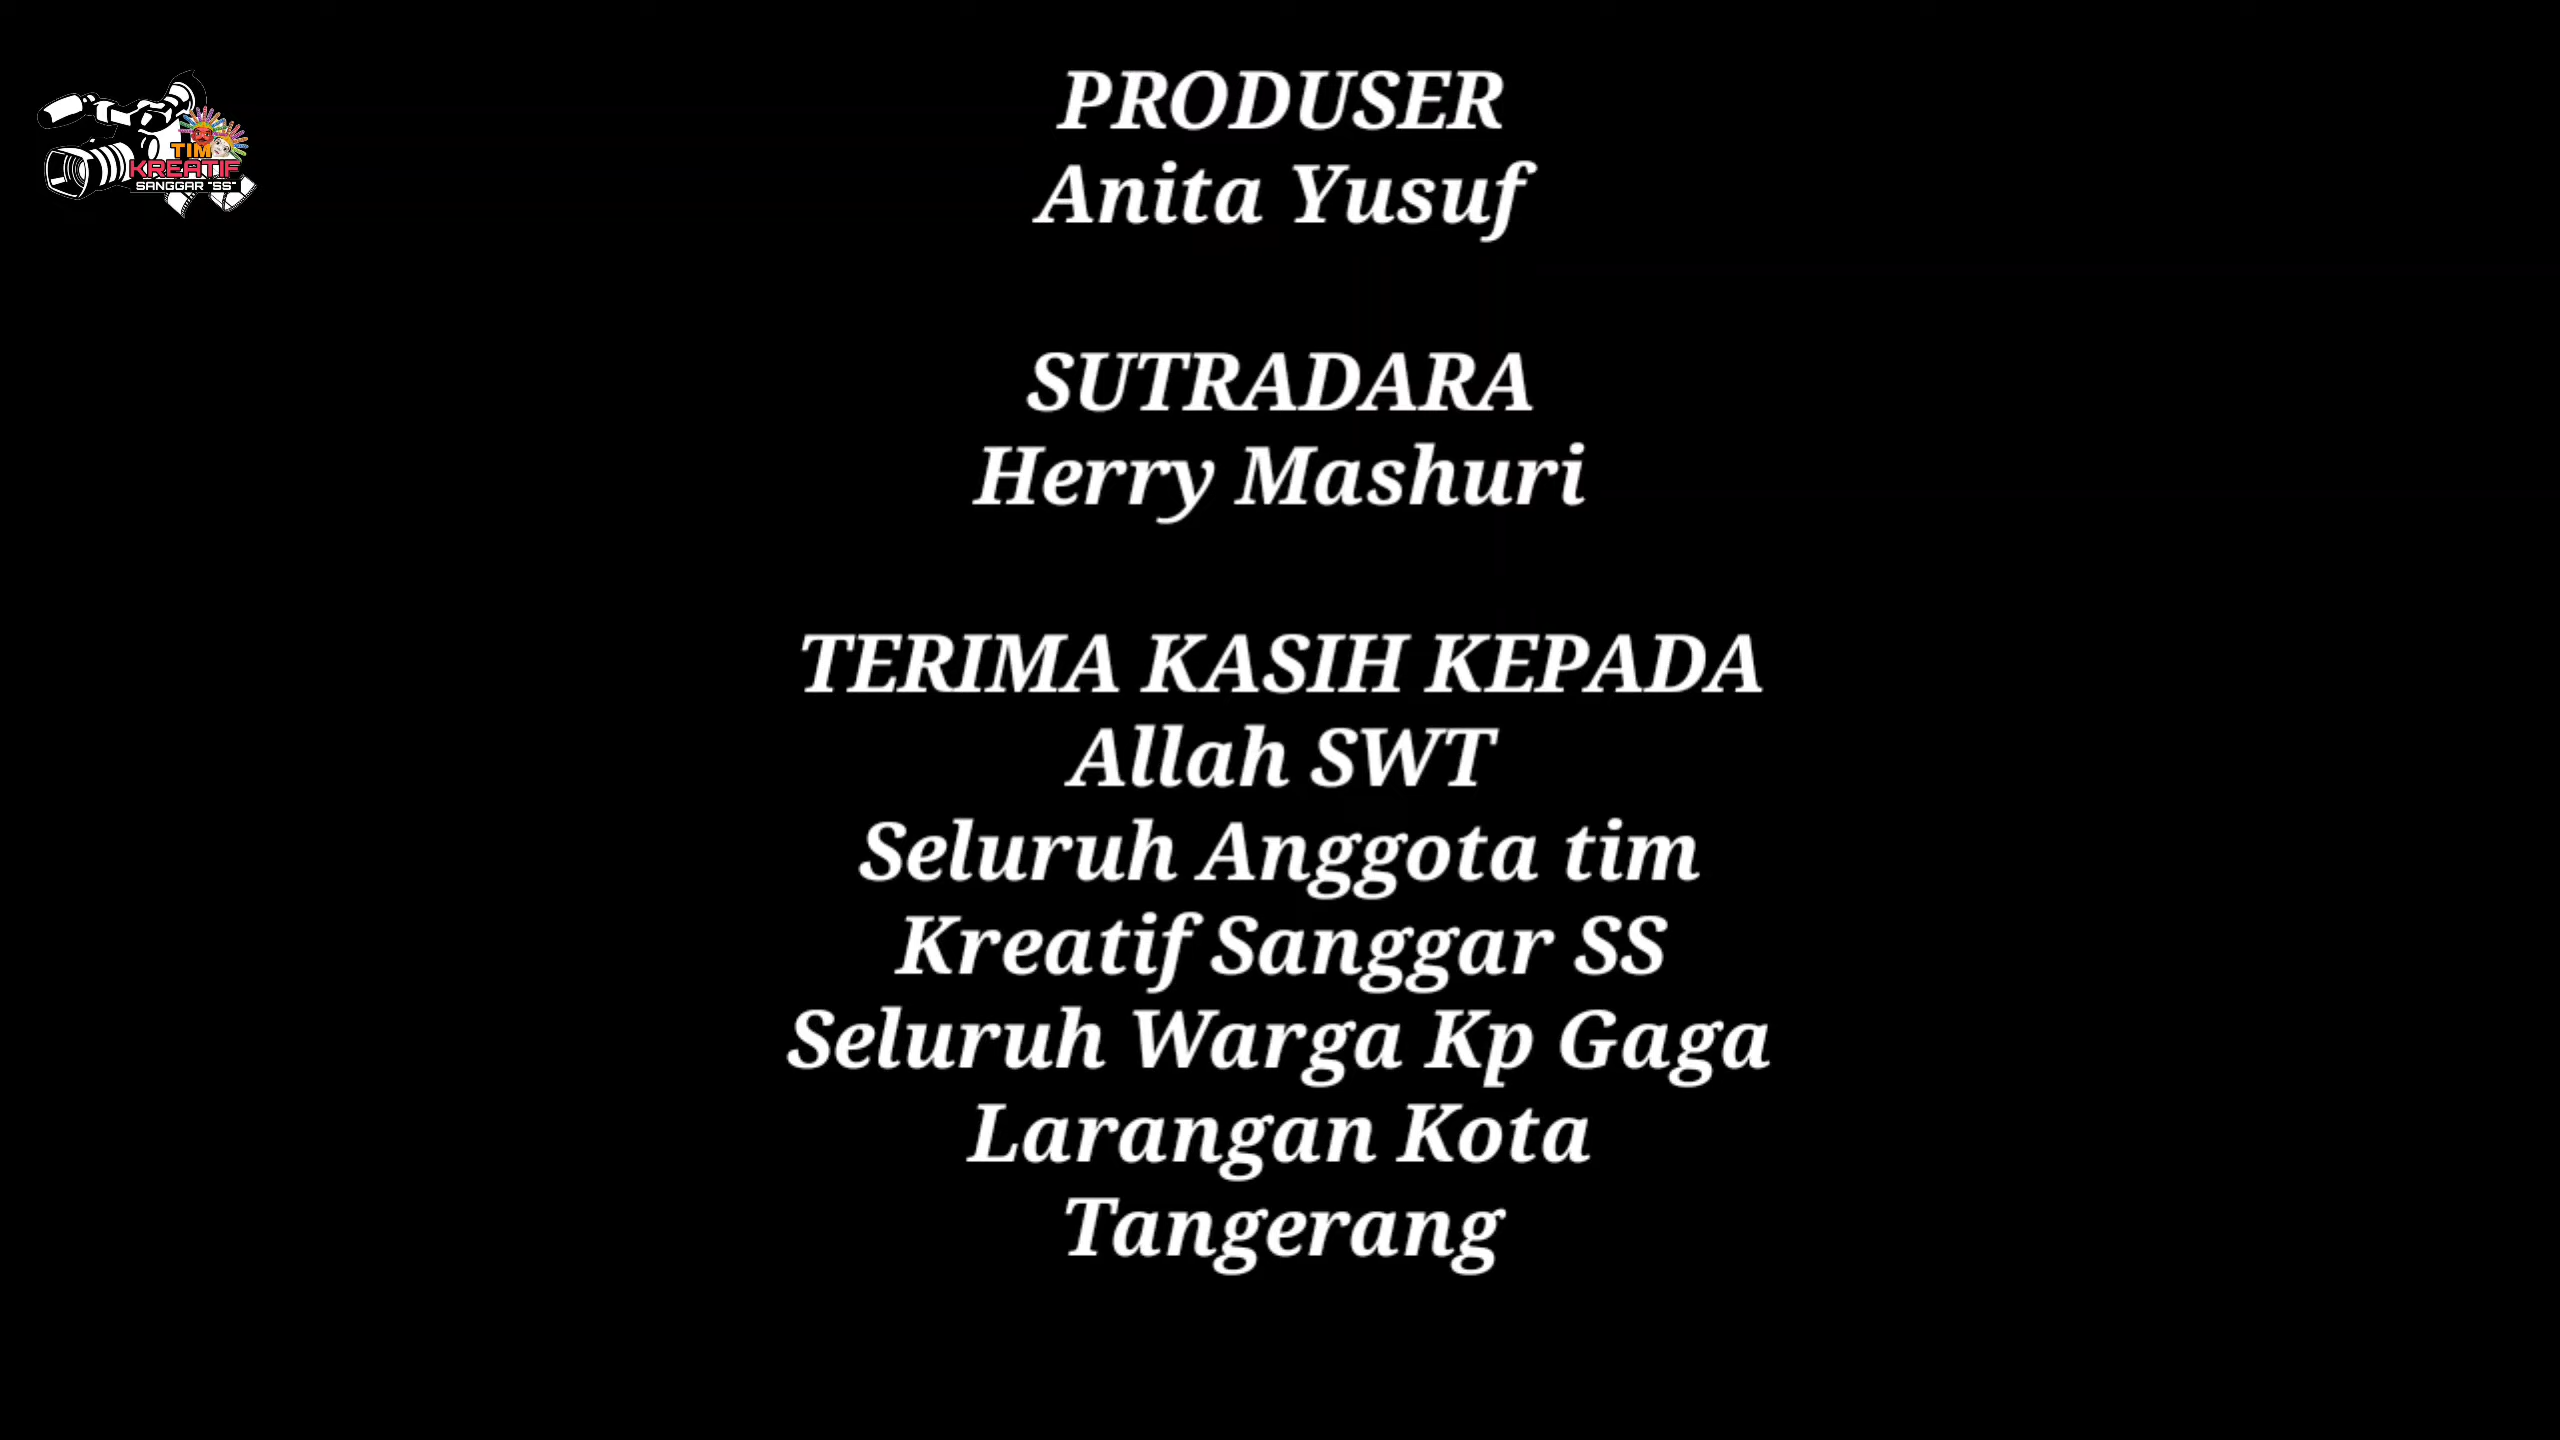 TIM
KREATIF
SANGGAR "SS"
PRODUSER
Anita Yusuf
SUTRADARA
Herry Mashuri
TERIMA KASIH KEPADA
Allah SWT
Seluruh Anggota tim
Kreatif Sanggar SS
Seluruh Warga Kp Gaga
Larangan Kota
Tangerang